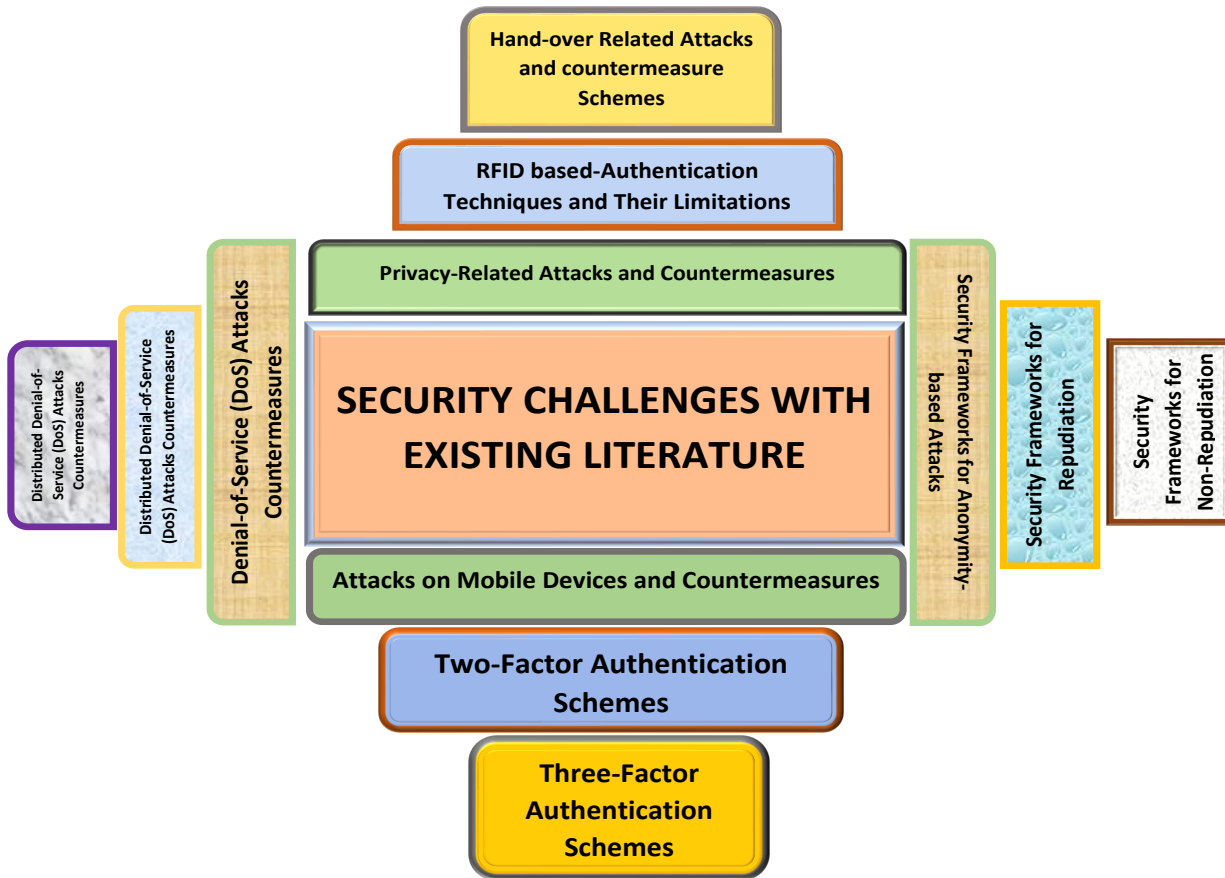 Hand-over Related Attacks
and countermeasure
Schemes
RFID based-Authentication
Techniques and Their Limitations
Privacy-Related Attacks and Countermeasures
Distributed Denial-of-
Service (DoS) Attacks
Countermeasures
Distributed Denial-of-Service
(DoS) Attacks Countermeasures
Denial-of-Service (DoS) Attacks
Countermeasures
SECURITY CHALLENGES WITH
EXISTING LITERATURE
Security Frameworks for Anonymity-
based Attacks
Security Frameworks for
Repudiation
Security
Frameworks for
Non-Repudiation
Attacks on Mobile Devices and Countermeasures
Two-Factor Authentication
Schemes
Three-Factor
Authentication
Schemes